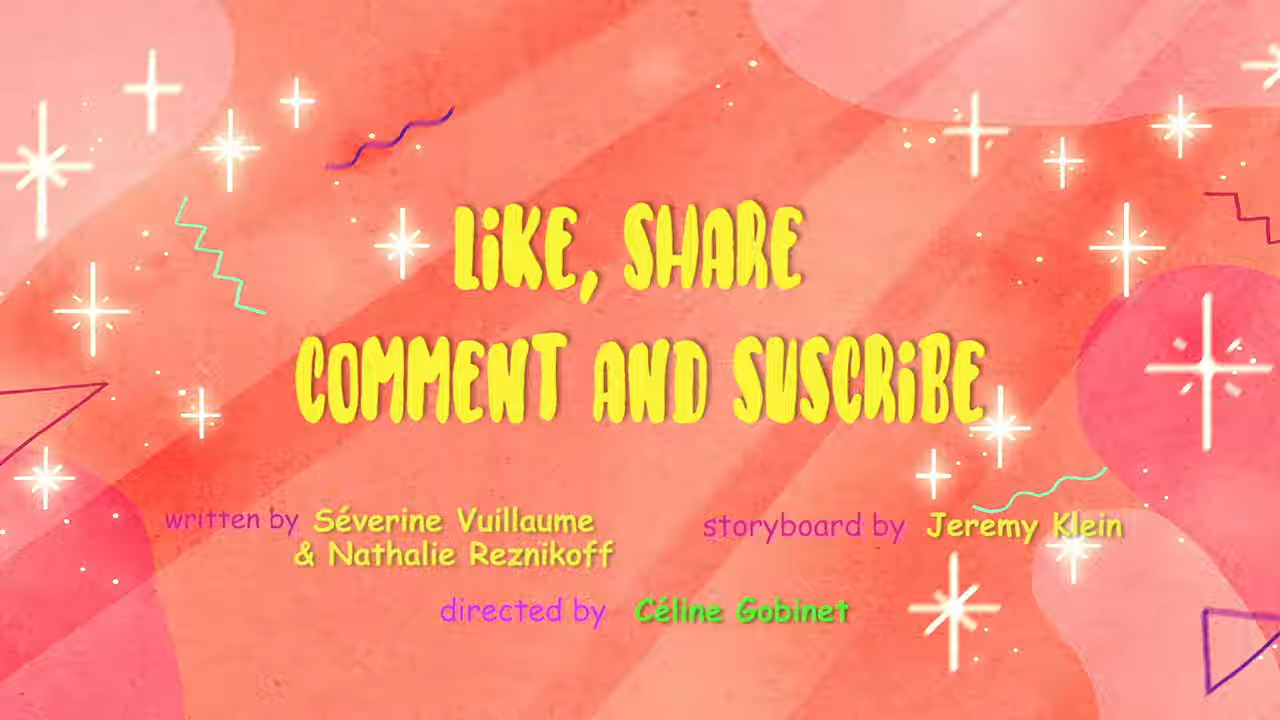 LiKE, SHARE
COMMENT AND SUSCRiBE
written by Séverine Vuillaume
& Nathalie Reznikoff
storyboard by Jeremy Klein
directed by Céline Gobinet